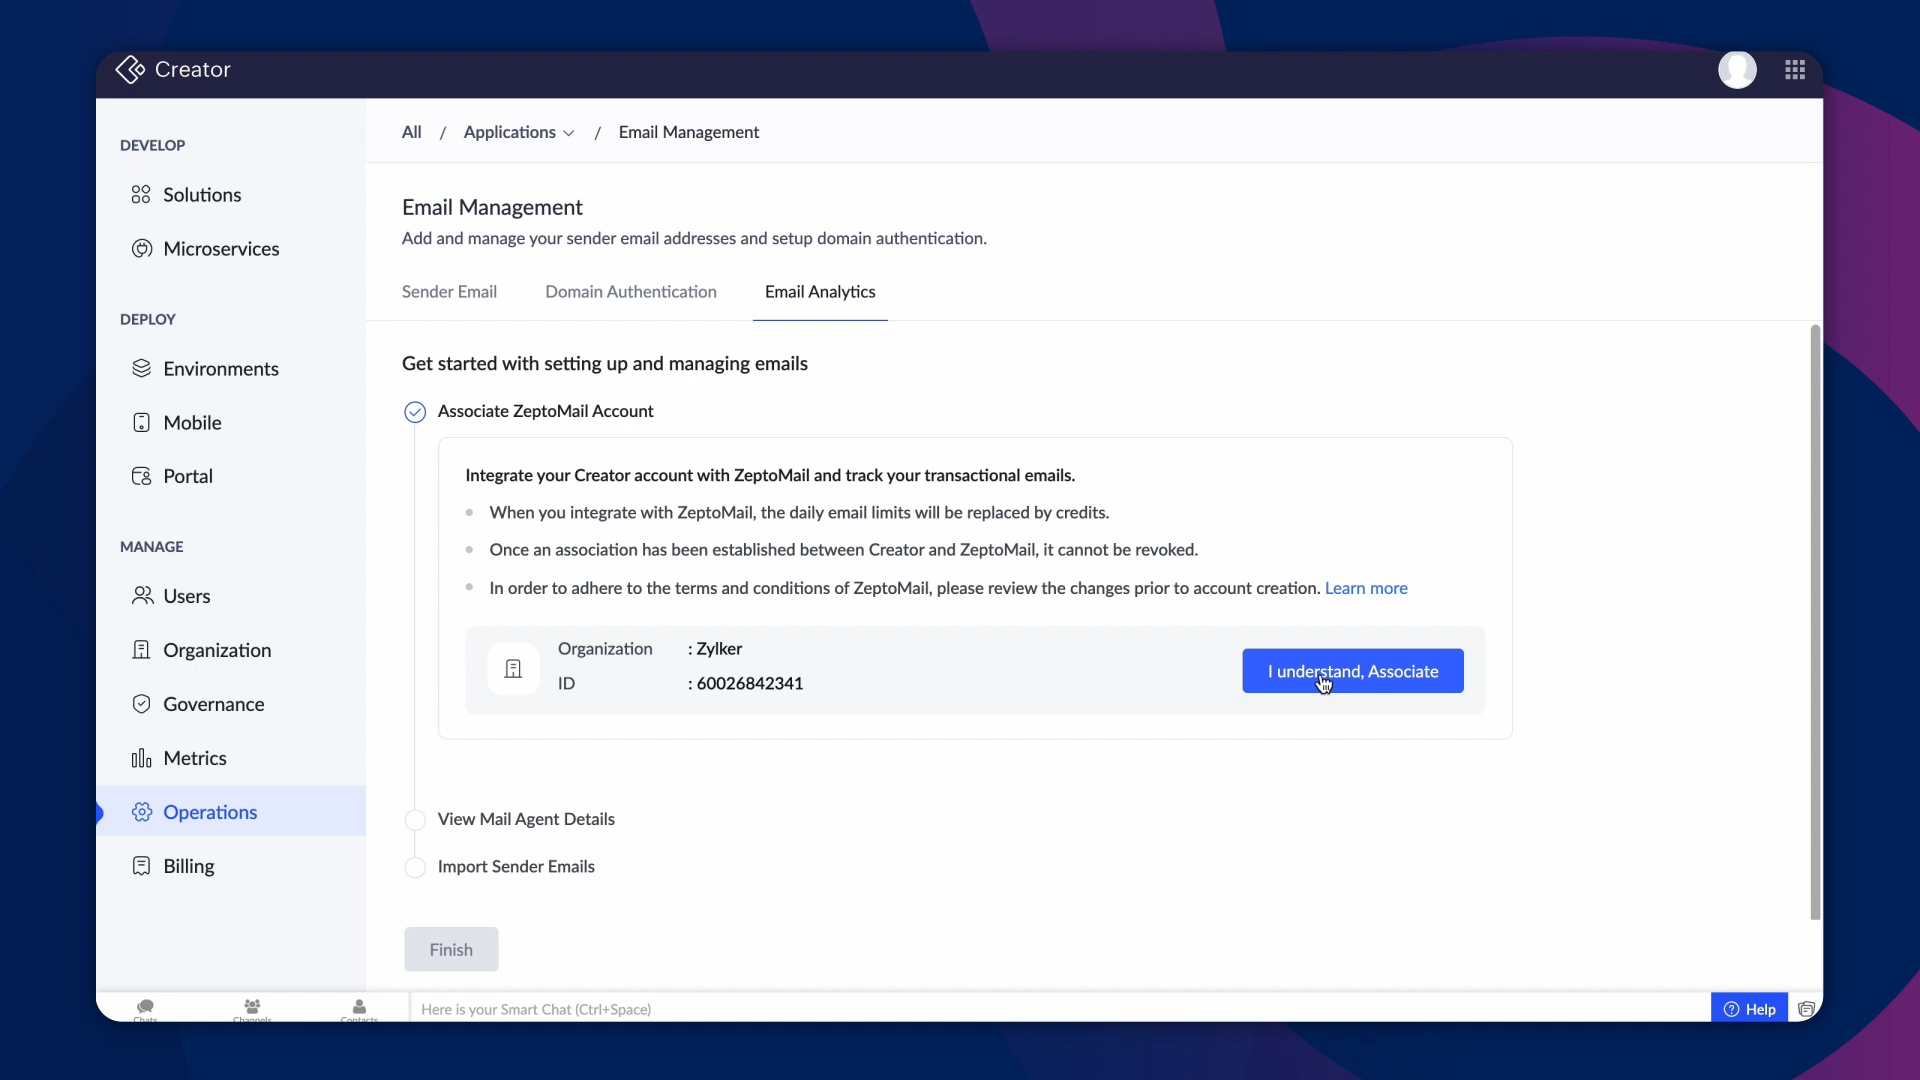 Creator
All / Applications / Email Management
DEVELOP
Solutions
Microservices
DEPLOY
Environments
Mobile
Portal
MANAGE
Users
Organization
Governance
Metrics
Operations
Billing
Email Management
Add and manage your sender email addresses and setup domain authentication.
Sender Email Domain Authentication Email Analytics
Get started with setting up and managing emails
Associate ZeptoMail Account
Integrate your Creator account with ZeptoMail and track your transactional emails.
When you integrate with ZeptoMail, the daily email limits will be replaced by credits.
Once an association has been established between Creator and ZeptoMail, it cannot be revoked.
In order to adhere to the terms and conditions of ZeptoMail, please review the changes prior to account creation. Learn more
Organization : Zylker
ID : 60026842341
I understand, Associate
View Mail Agent Details
Import Sender Emails
Finish
Chats Channels Contacts
Here is your Smart Chat (Ctrl+Space)
Help